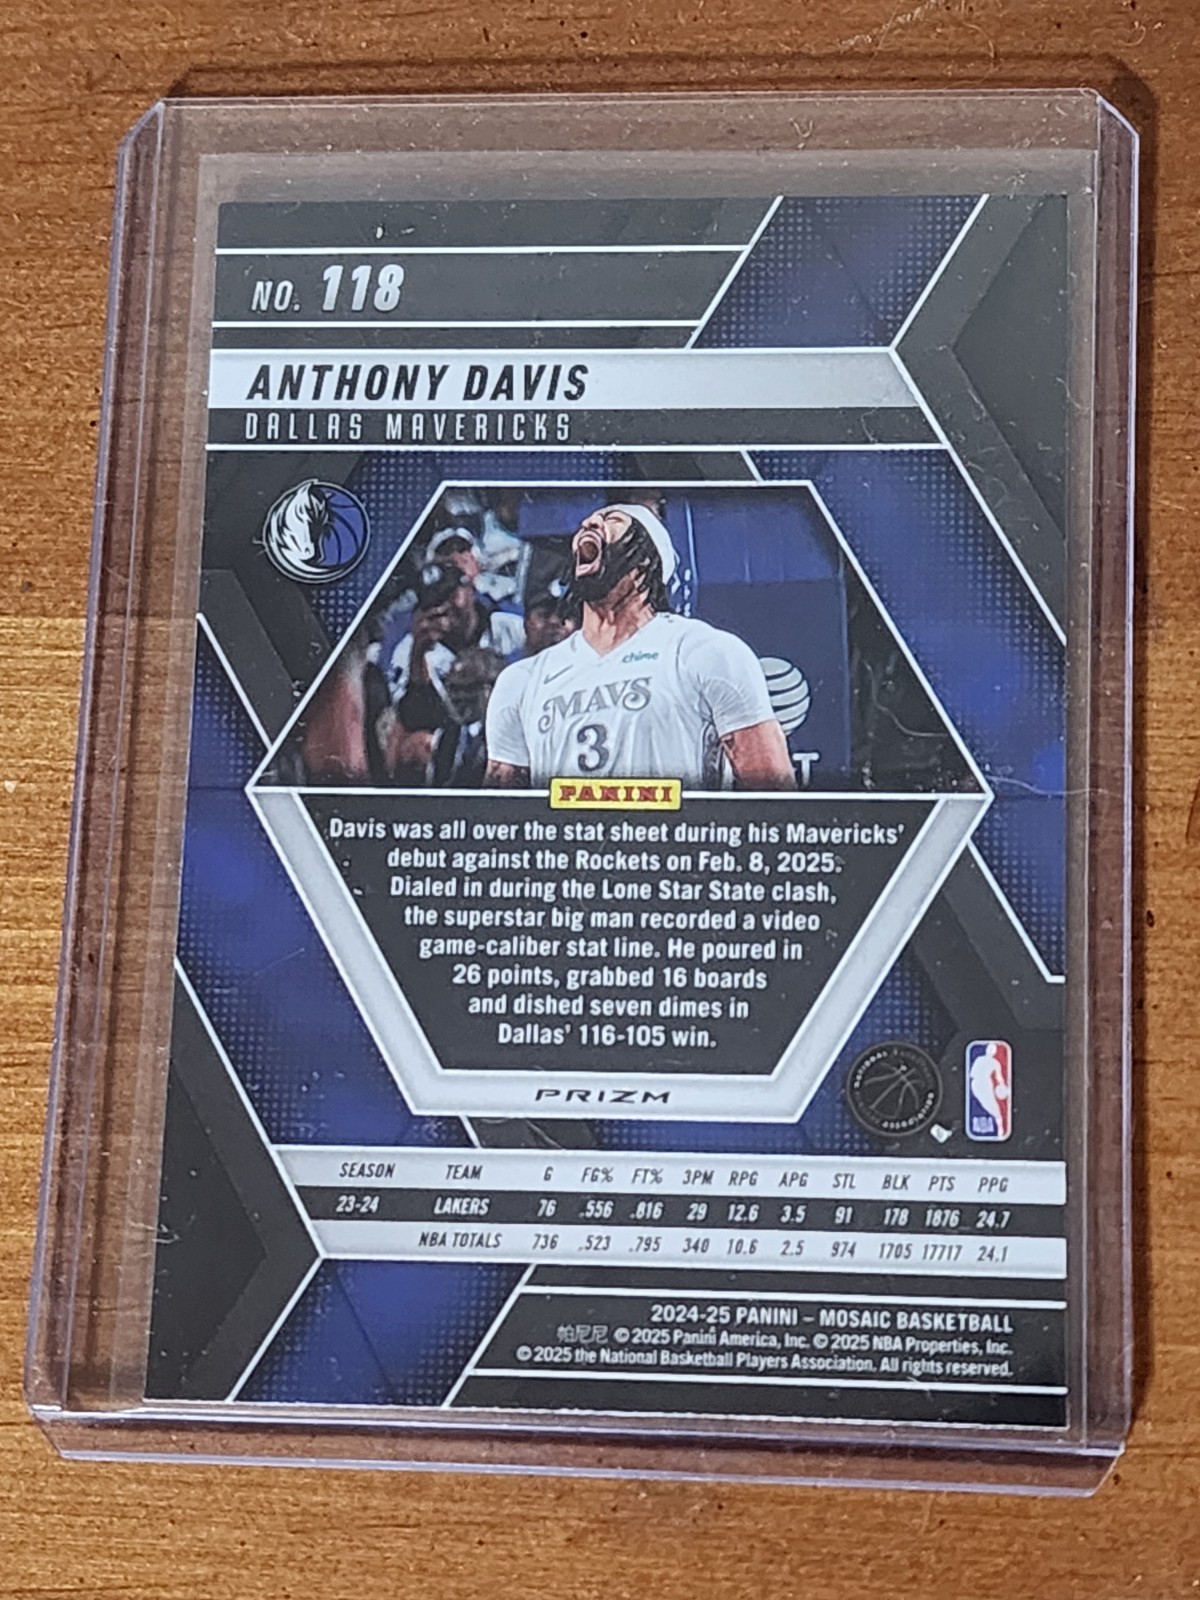 NO. 118
ANTHONY DAVIS
DALLAS MAVERICKS
chime
MAVS
3
T
PANINI
Davis was all over the stat sheet during his Mavericks'
debut against the Rockets on Feb. 8, 2025.
Dialed in during the Lone Star State clash,
the superstar big man recorded a video
game-caliber stat line. He poured in
26 points, grabbed 16 boards
and dished seven dimes in
Dallas' 116-105 win.
PRIZM
NBA
SEASON TEAM G FG% FT% 3PM RPG APG STL BLK PTS PPG
23-24 LAKERS 76 .556 .816 29 12.6 3.5 91 178 1876 24.7
NBA TOTALS 736 .523 .795 340 10.6 2.5 974 1705 17717 24.1
2024-25 PANINI – MOSAIC BASKETBALL
帕尼尼 © 2025 Panini America, Inc. © 2025 NBA Properties, Inc.
© 2025 the National Basketball Players Association. All rights reserved.